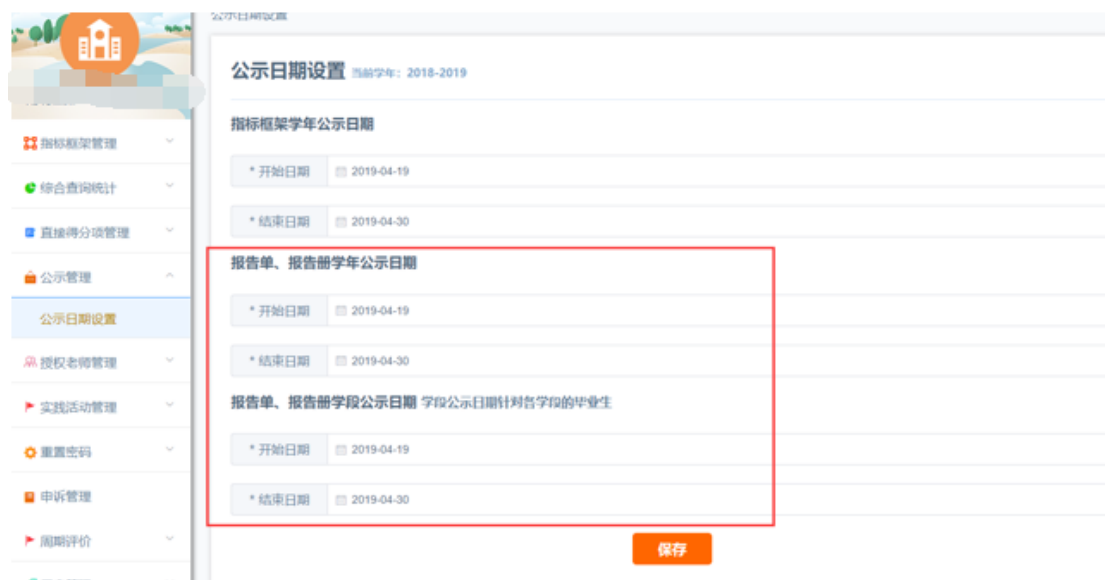 公示日期设置
公示日期设置 当前学年：2018-2019
指标框架学年公示日期
* 开始日期 2019-04-19
* 结束日期 2019-04-30
报告单、报告册学年公示日期
* 开始日期 2019-04-19
* 结束日期 2019-04-30
报告单、报告册学段公示日期 学段公示日期针对各学段的毕业生
* 开始日期 2019-04-19
* 结束日期 2019-04-30
保存
指标框架管理
综合查询统计
直接得分项管理
公示管理
公示日期设置
授权老师管理
实践活动管理
重置密码
申诉管理
周期评价